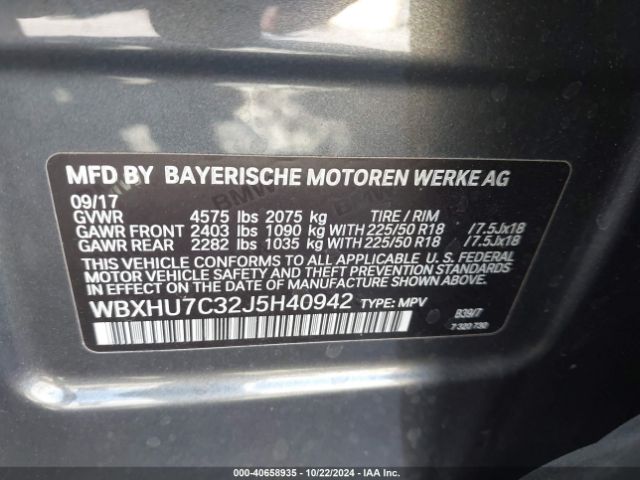 MFD BY BAYERISCHE MOTOREN WERKE AG
09/17
GVWR 4575 lbs 2075 kg TIRE / RIM
GAWR FRONT 2403 lbs 1090 kg WITH 225/50 R18 /7.5Jx18
GAWR REAR 2282 lbs 1035 kg WITH 225/50 R18 /7.5Jx18
THIS VEHICLE CONFORMS TO ALL APPLICABLE U. S. FEDERAL
MOTOR VEHICLE SAFETY, BUMPER, AND THEFT PREVENTION STANDARDS
IN EFFECT ON THE DATE OF MANUFACTURE SHOWN ABOVE.
WBXHU7C32J5H40942 TYPE: MPV
B39/7
7 320 730
000-40658935 - 10/22/2024 - IAA Inc.